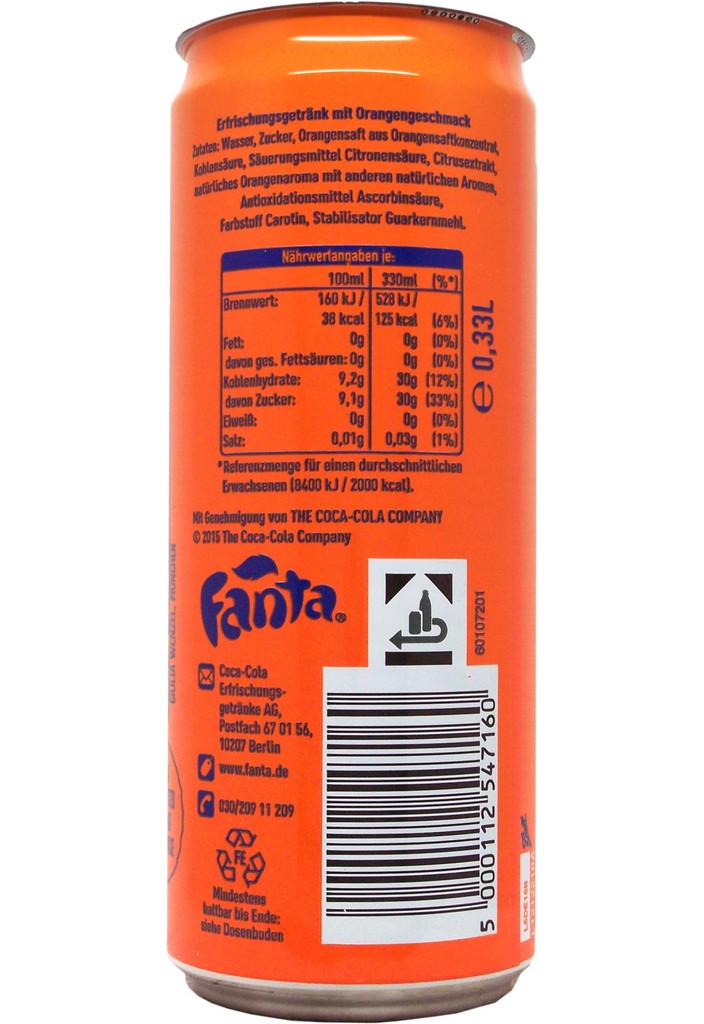 Erfrischungsgetränk mit Orangengeschmack
Zutaten: Wasser, Zucker, Orangensaft aus Orangensaftkonzentrat,
Kohlensäure, Säuerungsmittel Citronensäure, Citrusextrakt,
natürliches Orangenaroma mit anderen natürlichen Aromen,
Antioxidationsmittel Ascorbinsäure,
Farbstoff Carotin, Stabilisator Guarkernmehl.
Nährwertangaben je:
100ml 330ml (%*)
Brennwert: 160 kJ / 528 kJ /
38 kcal 125 kcal (6%)
Fett: 0g 0g (0%)
davon ges. Fettsäuren: 0g 0g (0%)
Kohlenhydrate: 9,2g 30g (12%)
davon Zucker: 9,1g 30g (33%)
Eiweiß: 0g 0g (0%)
Salz: 0,01g 0,03g (1%)
e 0,33L
*Referenzmenge für einen durchschnittlichen
Erwachsenen (8400 kJ / 2000 kcal).
Mit Genehmigung von THE COCA-COLA COMPANY
© 2015 The Coca-Cola Company
GIULIA WENZEL, MÜNCHEN
Fanta®
60107201
Coca-Cola
Erfrischungs-
getränke AG,
Postfach 67 01 56,
10207 Berlin
www.fanta.de
030/209 11 209
FE
Mindestens
haltbar bis Ende:
siehe Dosenboden
5 000112 547160